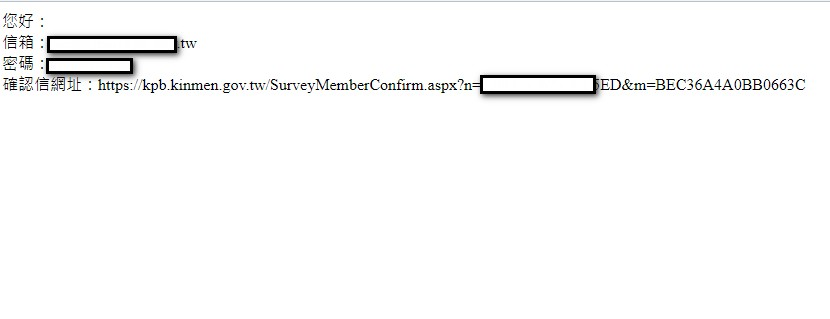 您好：
信箱：.tw
密碼：
確認信網址：https://kpb.kinmen.gov.tw/SurveyMemberConfirm.aspx?n=5ED&m=BEC36A4A0BB0663C